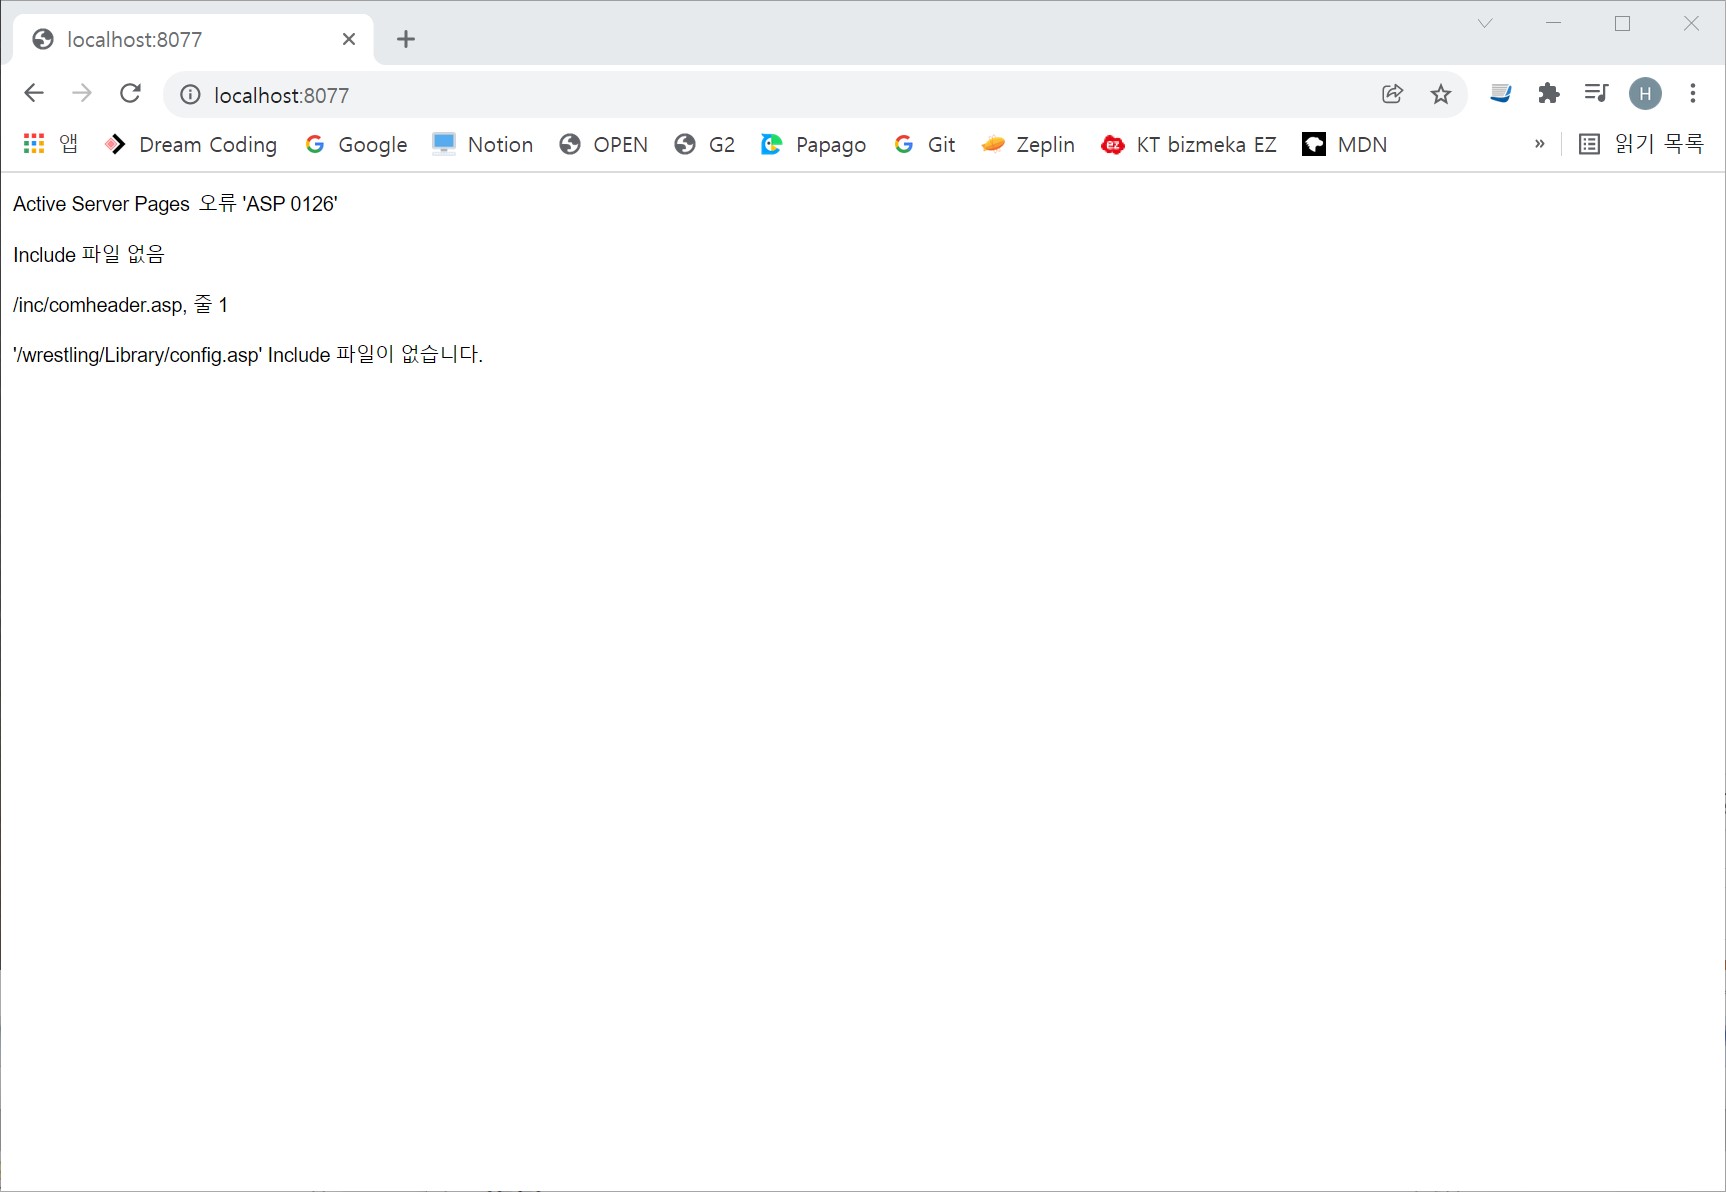 localhost:8077
localhost:8077
H
앱 Dream Coding Google Notion OPEN G2 Papago Git Zeplin ez KT bizmeka EZ MDN » 읽기 목록
Active Server Pages 오류 'ASP 0126'
Include 파일 없음
/inc/comheader.asp, 줄 1
'/wrestling/Library/config.asp' Include 파일이 없습니다.